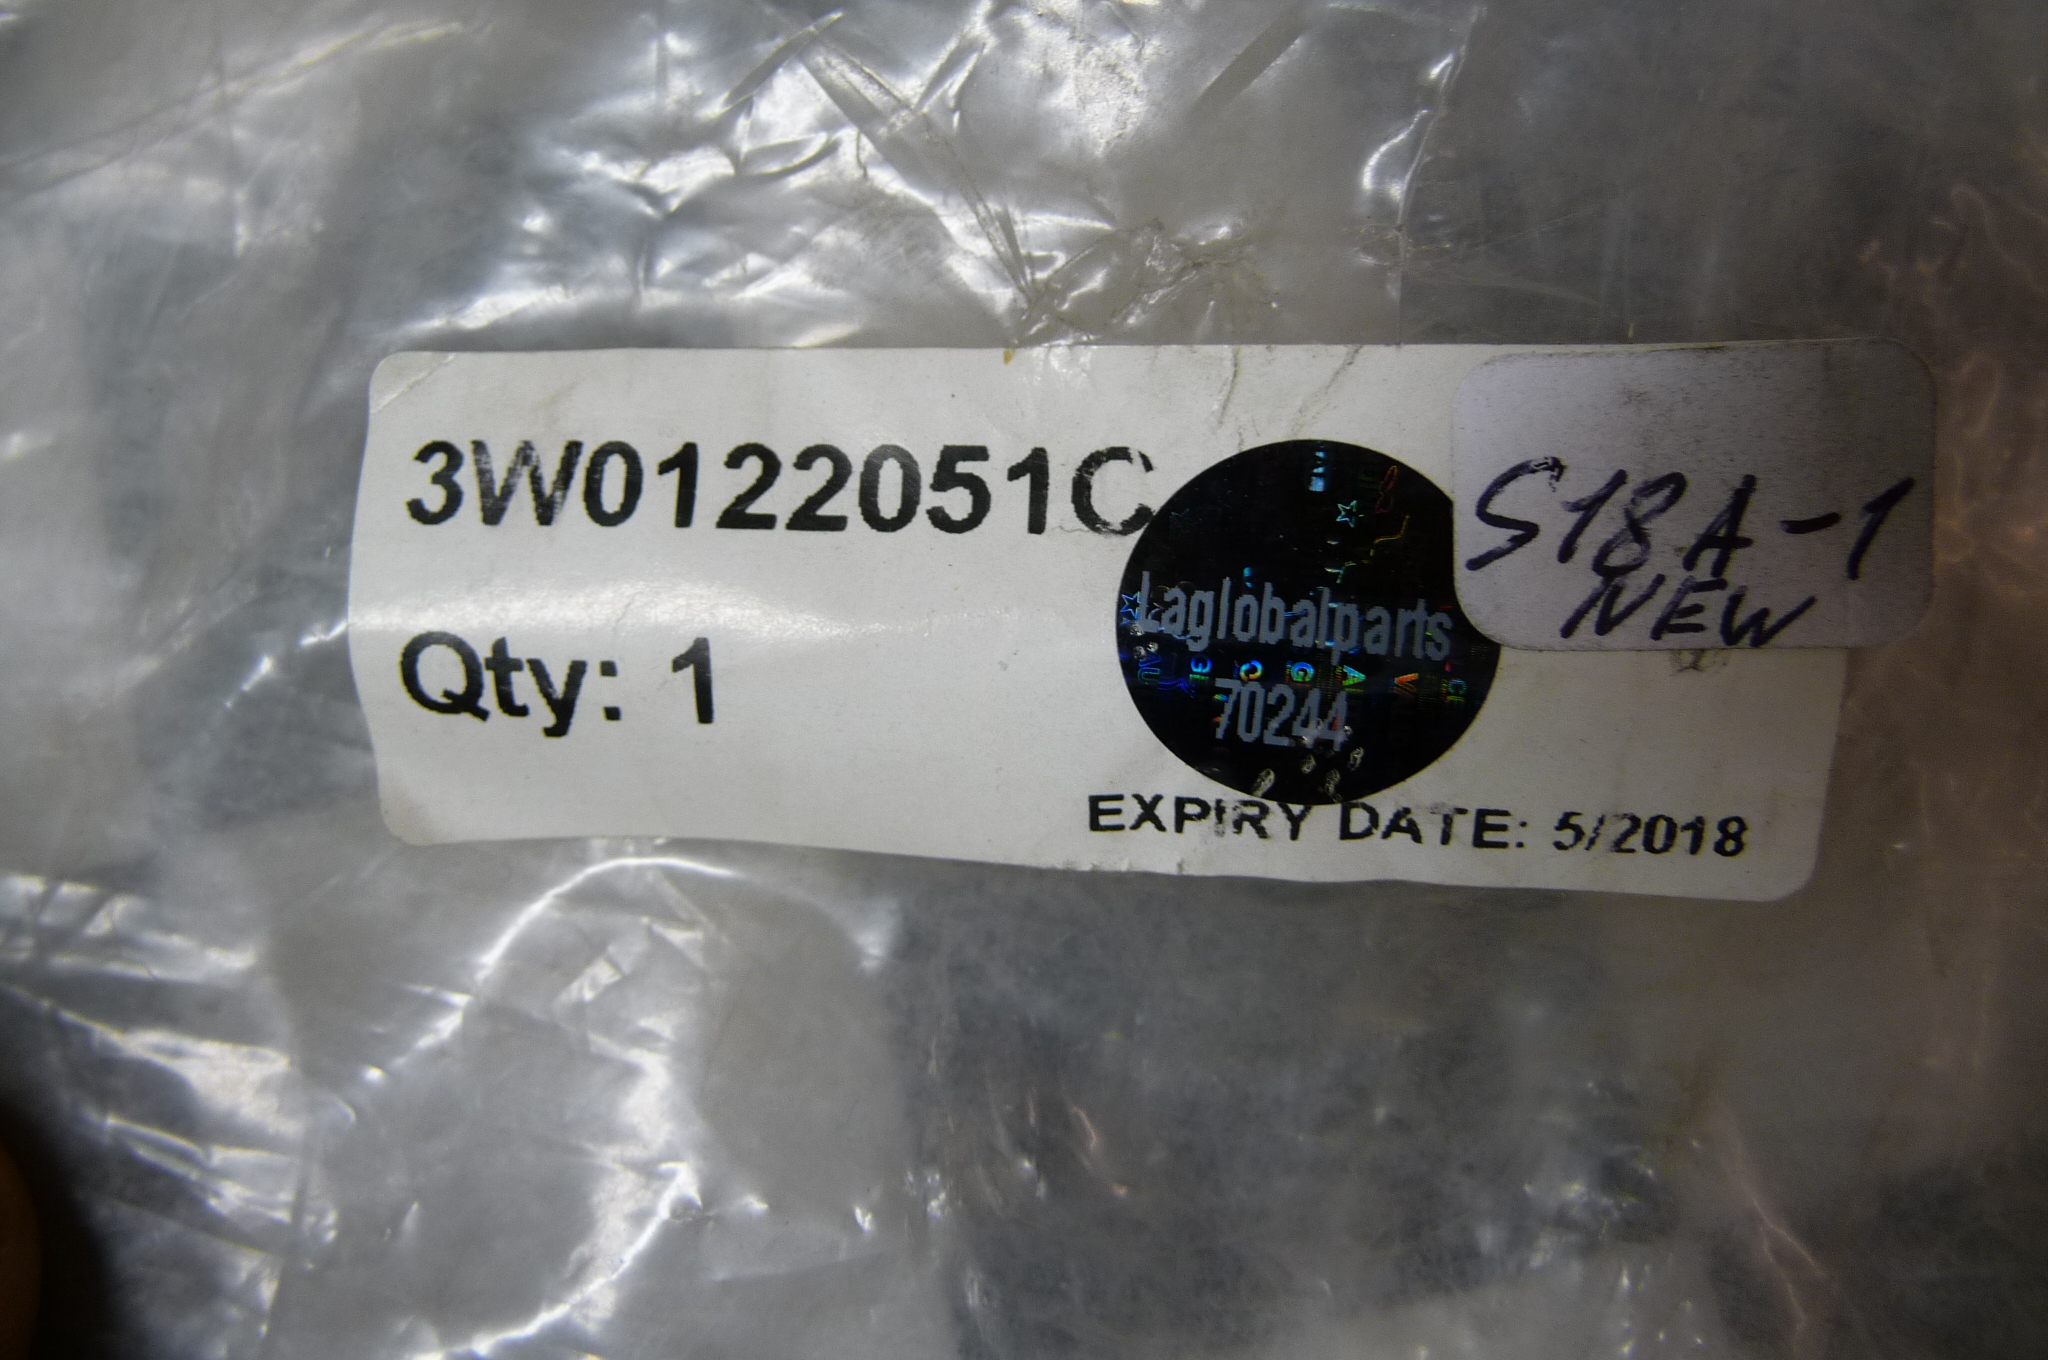 3W0122051C
S18A-1
NEW
Laglobalparts
Qty: 1
70244
EXPIRY DATE: 5/2018